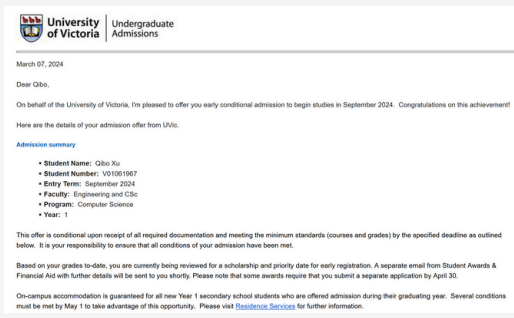 University
of Victoria
Undergraduate
Admissions
March 07, 2024
Dear Qibo,
On behalf of the University of Victoria, I'm pleased to offer you early conditional admission to begin studies in September 2024. Congratulations on this achievement!
Here are the details of your admission offer from UVic.
Admission summary
• Student Name: Qibo Xu
• Student Number: V01061967
• Entry Term: September 2024
• Faculty: Engineering and CSc
• Program: Computer Science
• Year: 1
This offer is conditional upon receipt of all required documentation and meeting the minimum standards (courses and grades) by the specified deadline as outlined
below. It is your responsibility to ensure that all conditions of your admission have been met.
Based on your grades to-date, you are currently being reviewed for a scholarship and priority date for early registration. A separate email from Student Awards &
Financial Aid with further details will be sent to you shortly. Please note that some awards require that you submit a separate application by April 30.
On-campus accommodation is guaranteed for all new Year 1 secondary school students who are offered admission during their graduating year. Several conditions
must be met by May 1 to take advantage of this opportunity. Please visit Residence Services for further information.